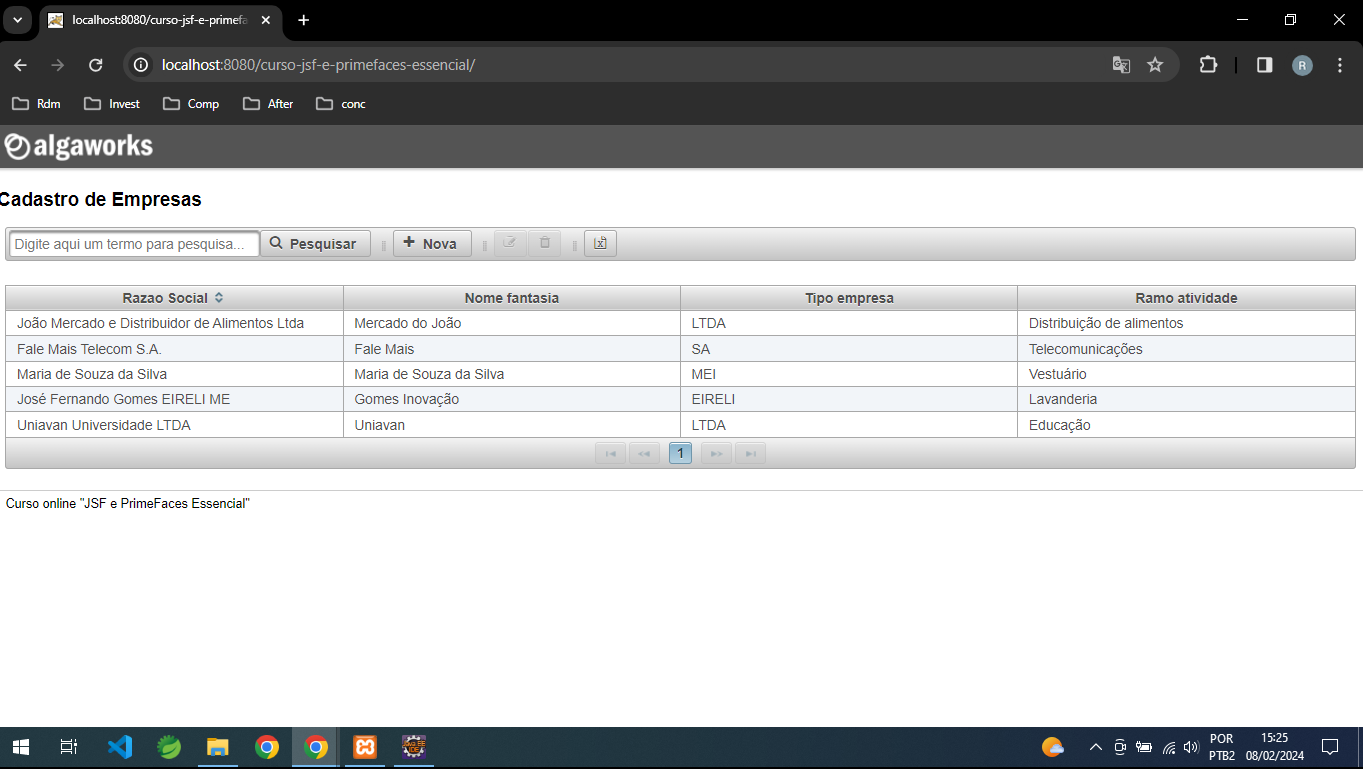 localhost:8080/curso-jsf-e-primefa
localhost:8080/curso-jsf-e-primefaces-essencial/
R
Rdm Invest Comp After conc
algaworks
Cadastro de Empresas
Digite aqui um termo para pesquisa... Pesquisar Nova
Razao Social Nome fantasia Tipo empresa Ramo atividade
João Mercado e Distribuidor de Alimentos Ltda Mercado do João LTDA Distribuição de alimentos
Fale Mais Telecom S.A. Fale Mais SA Telecomunicações
Maria de Souza da Silva Maria de Souza da Silva MEI Vestuário
José Fernando Gomes EIRELI ME Gomes Inovação EIRELI Lavanderia
Uniavan Universidade LTDA Uniavan LTDA Educação
1
Curso online "JSF e PrimeFaces Essencial"
Java EE
IDE
POR 15:25
PTB2 08/02/2024